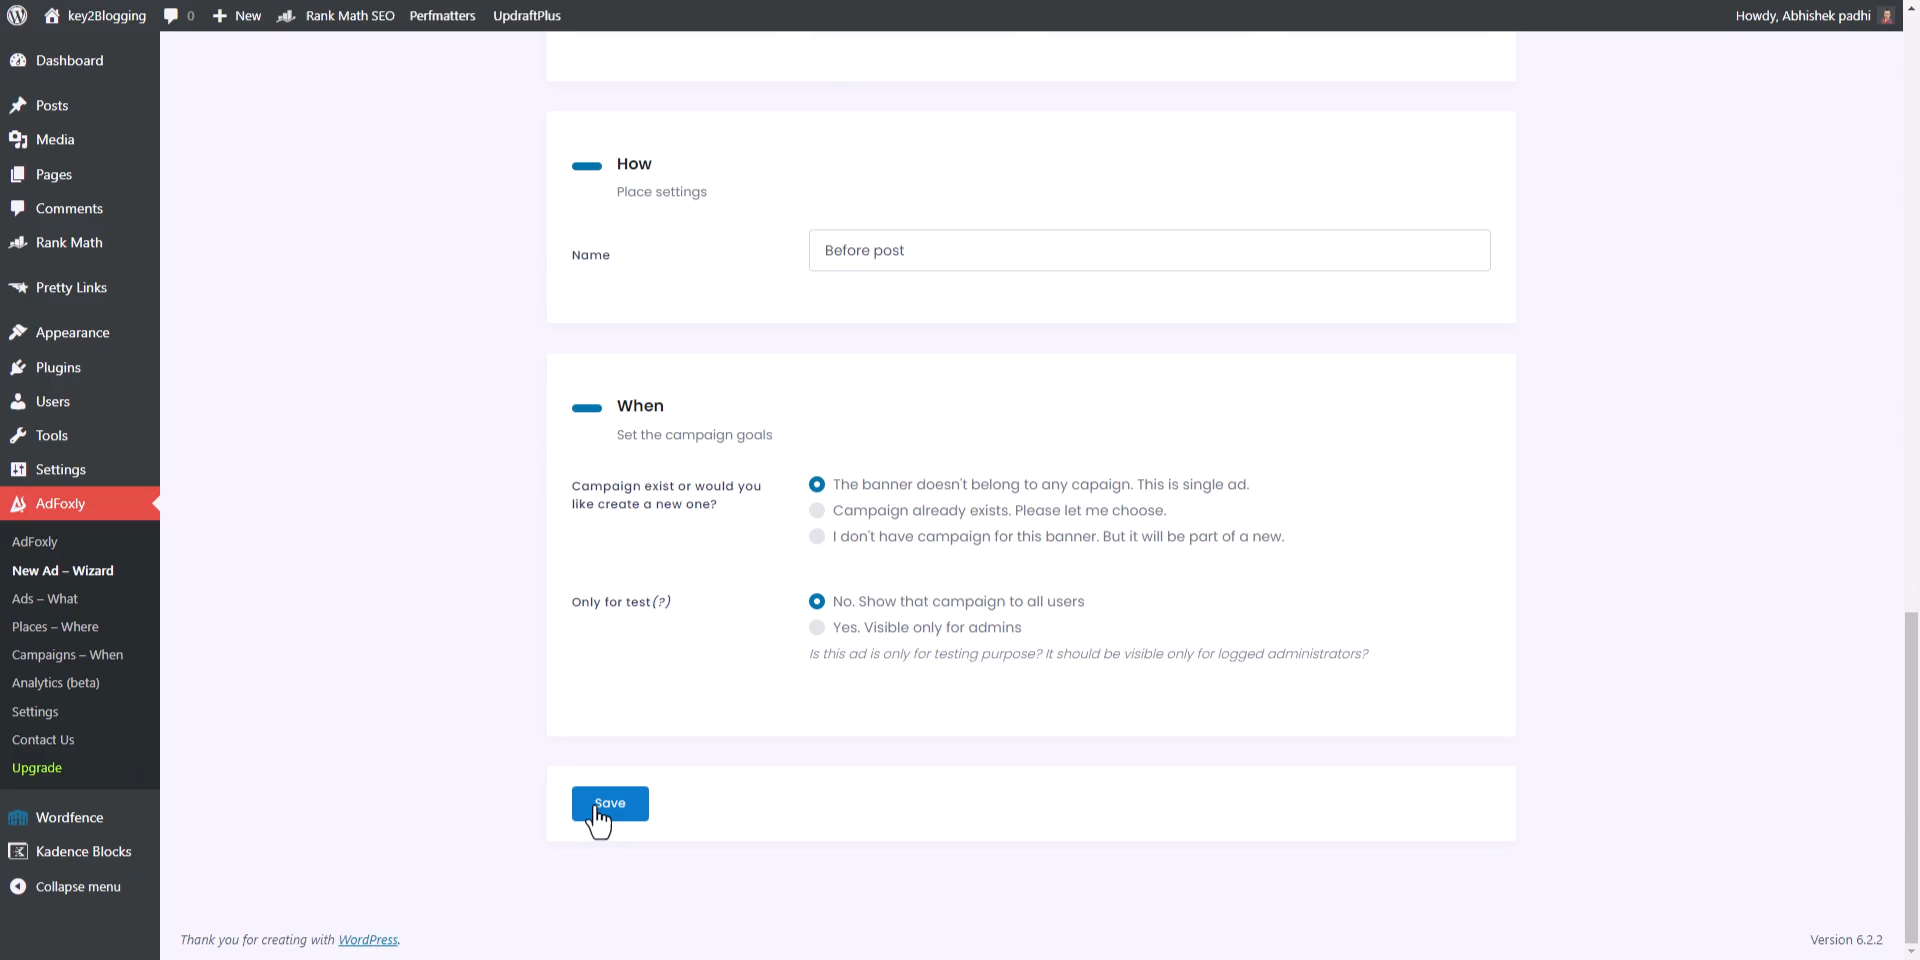 key2Blogging 0 New Rank Math SEO Perfmatters UpdraftPlus Howdy, Abhishek padhi
Dashboard
Posts
Media
Pages
Comments
Rank Math
Pretty Links
Appearance
Plugins
Users
Tools
Settings
AdFoxly
AdFoxly
New Ad – Wizard
Ads – What
Places – Where
Campaigns – When
Analytics (beta)
Settings
Contact Us
Upgrade
Wordfence
Kadence Blocks
Collapse menu
How
Place settings
Name
Before post
When
Set the campaign goals
Campaign exist or would you
like create a new one?
The banner doesn't belong to any capaign. This is single ad.
Campaign already exists. Please let me choose.
I don't have campaign for this banner. But it will be part of a new.
Only for test(?)
No. Show that campaign to all users
Yes. Visible only for admins
Is this ad is only for testing purpose? It should be visible only for logged administrators?
Save
Thank you for creating with WordPress.
Version 6.2.2